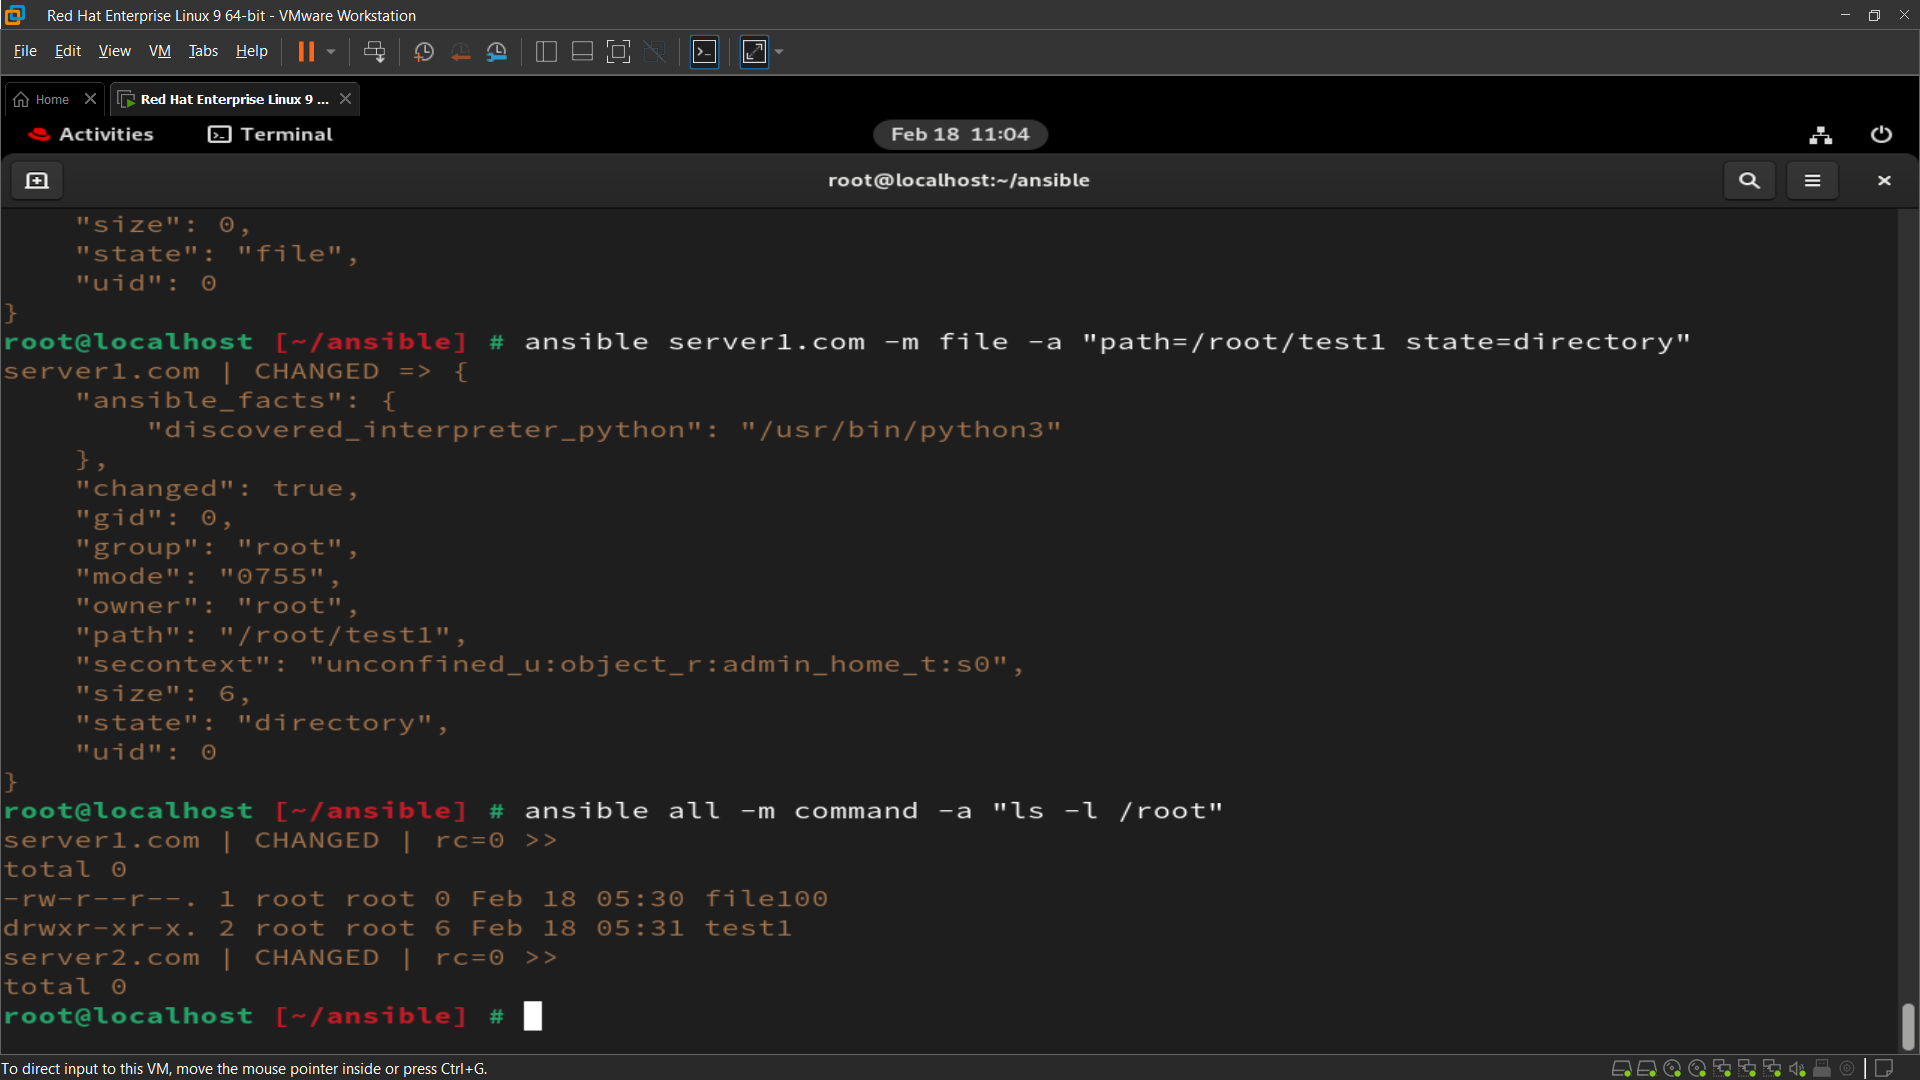 Red Hat Enterprise Linux 9 64-bit - VMware Workstation
File Edit View VM Tabs Help
Home Red Hat Enterprise Linux 9 ...
Activities Terminal Feb 18 11:04
root@localhost:~/ansible
"size": 0,
"state": "file",
"uid": 0
}
root@localhost [~/ansible] # ansible server1.com -m file -a "path=/root/test1 state=directory"
server1.com | CHANGED => {
"ansible_facts": {
"discovered_interpreter_python": "/usr/bin/python3"
},
"changed": true,
"gid": 0,
"group": "root",
"mode": "0755",
"owner": "root",
"path": "/root/test1",
"secontext": "unconfined_u:object_r:admin_home_t:s0",
"size": 6,
"state": "directory",
"uid": 0
}
root@localhost [~/ansible] # ansible all -m command -a "ls -l /root"
server1.com | CHANGED | rc=0 >>
total 0
-rw-r--r--. 1 root root 0 Feb 18 05:30 file100
drwxr-xr-x. 2 root root 6 Feb 18 05:31 test1
server2.com | CHANGED | rc=0 >>
total 0
root@localhost [~/ansible] #
To direct input to this VM, move the mouse pointer inside or press Ctrl+G.